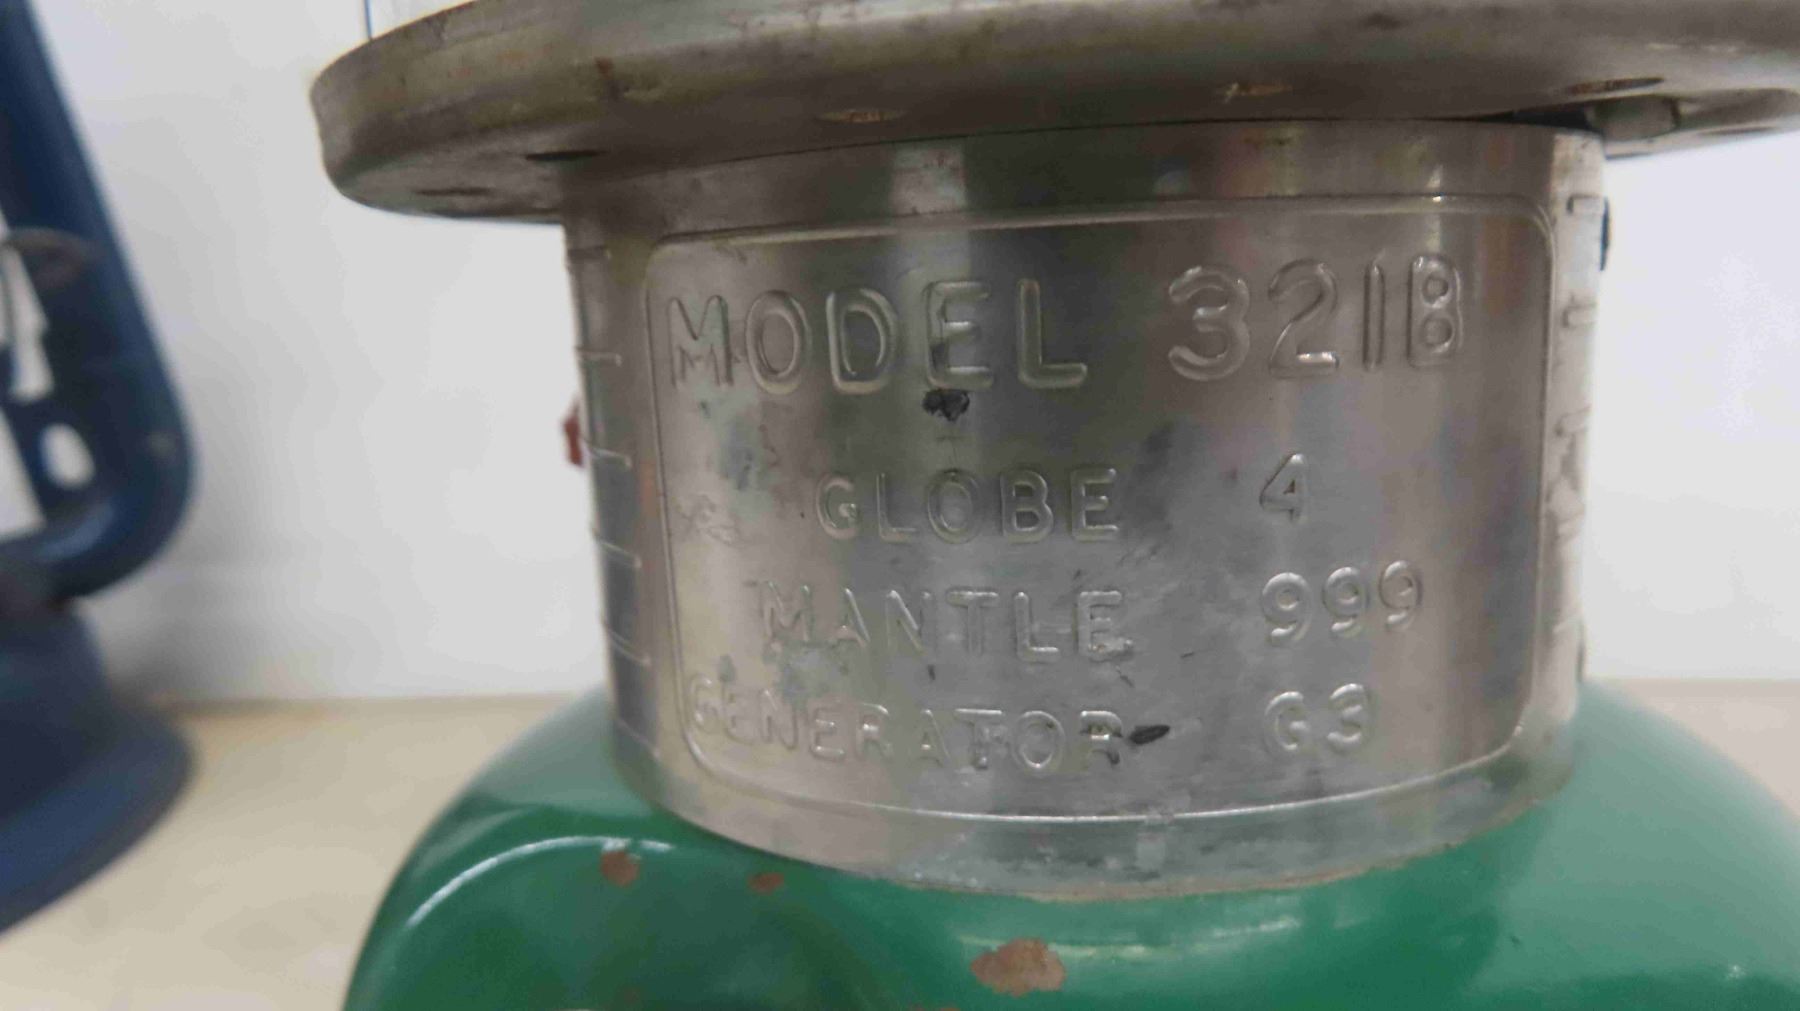 MODEL 321B
GLOBE 4
MANTLE 999
GENERATOR G3